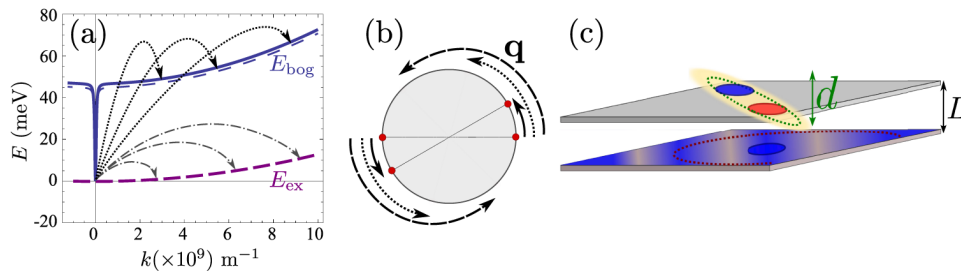 (a)
80
60
40
20
0
-20
E (meV)
E_bog
E_ex
0 2 4 6 8 10
k(×10⁹) m⁻¹
(b)
q
(c)
d
L